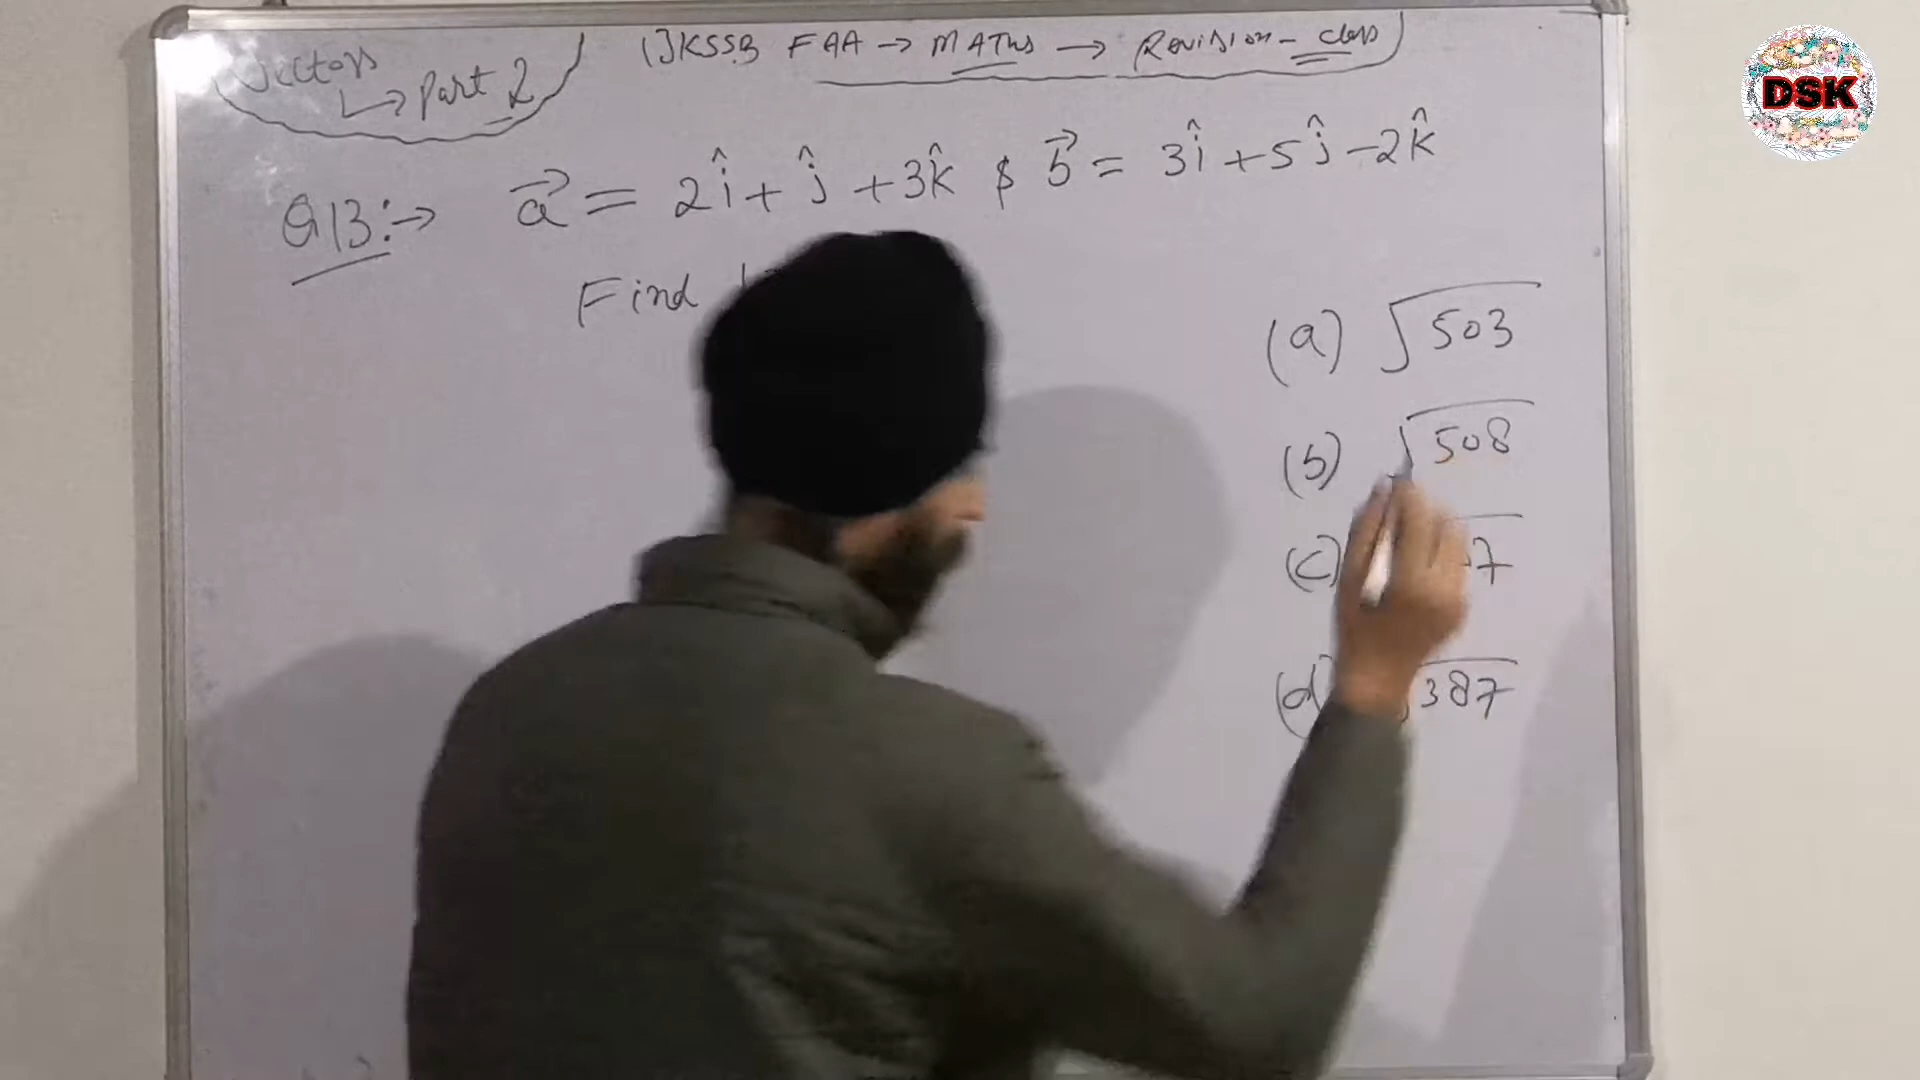 Vectors
↳ Part 2
JKSSB FAA → MATHS → Revision - class
DSK
Q13:→ a⃗ = 2î + ĵ + 3k̂ & b⃗ = 3î + 5ĵ - 2k̂
Find
(a) √503
(b) √508
(c) 7
(d) √387